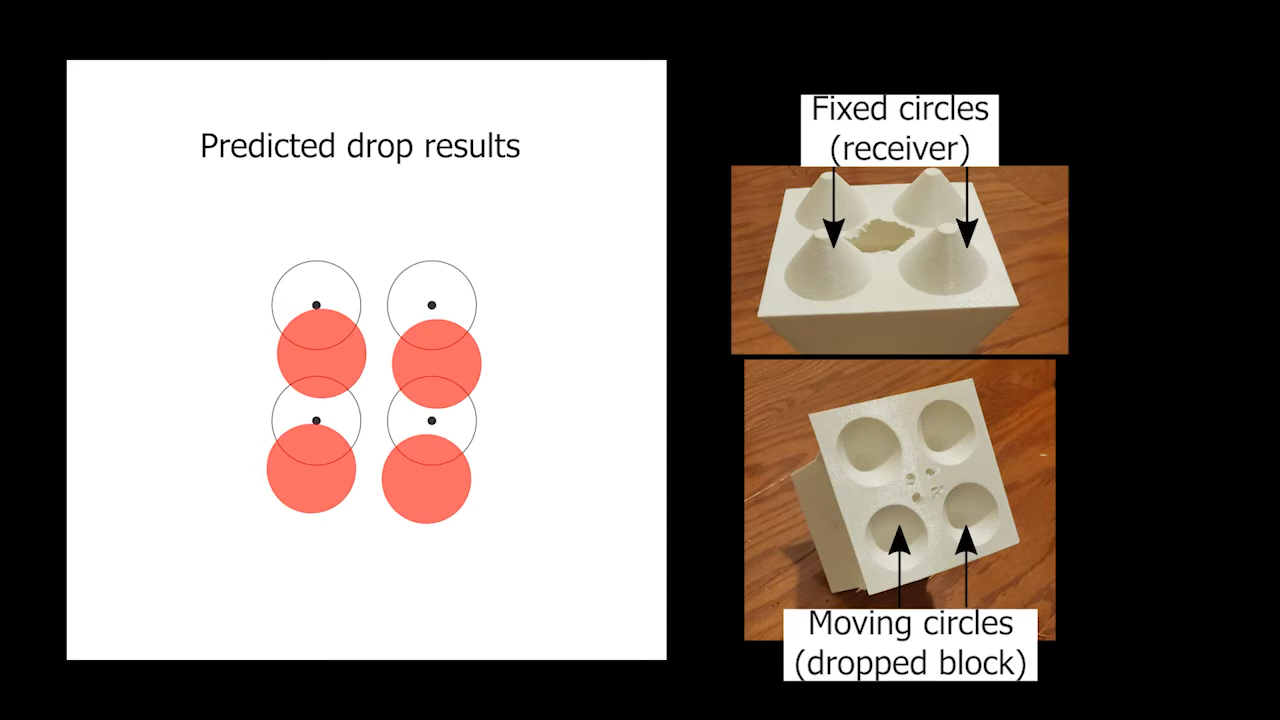 Predicted drop results
Fixed circles
(receiver)
Moving circles
(dropped block)